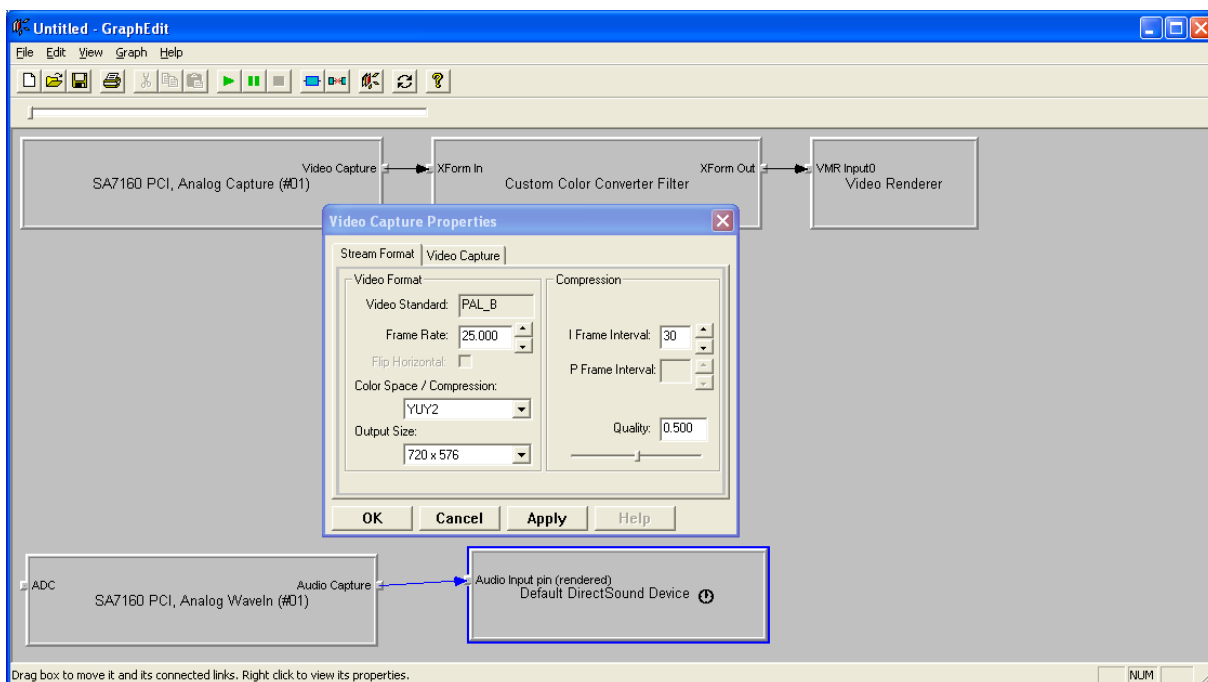 Untitled - GraphEdit
File Edit View Graph Help
Video Capture
SA7160 PCI, Analog Capture (#01)
XForm In
XForm Out
Custom Color Converter Filter
VMR Input0
Video Renderer
Video Capture Properties
Stream Format
Video Capture
Video Format
Video Standard: PAL_B
Frame Rate: 25.000
Flip Horizontal:
Color Space / Compression:
YUY2
Output Size:
720 x 576
Compression
I Frame Interval: 30
P Frame Interval:
Quality: 0.500
OK Cancel Apply Help
ADC
Audio Capture
SA7160 PCI, Analog WaveIn (#01)
Audio Input pin (rendered)
Default DirectSound Device
Drag box to move it and its connected links. Right click to view its properties.
NUM